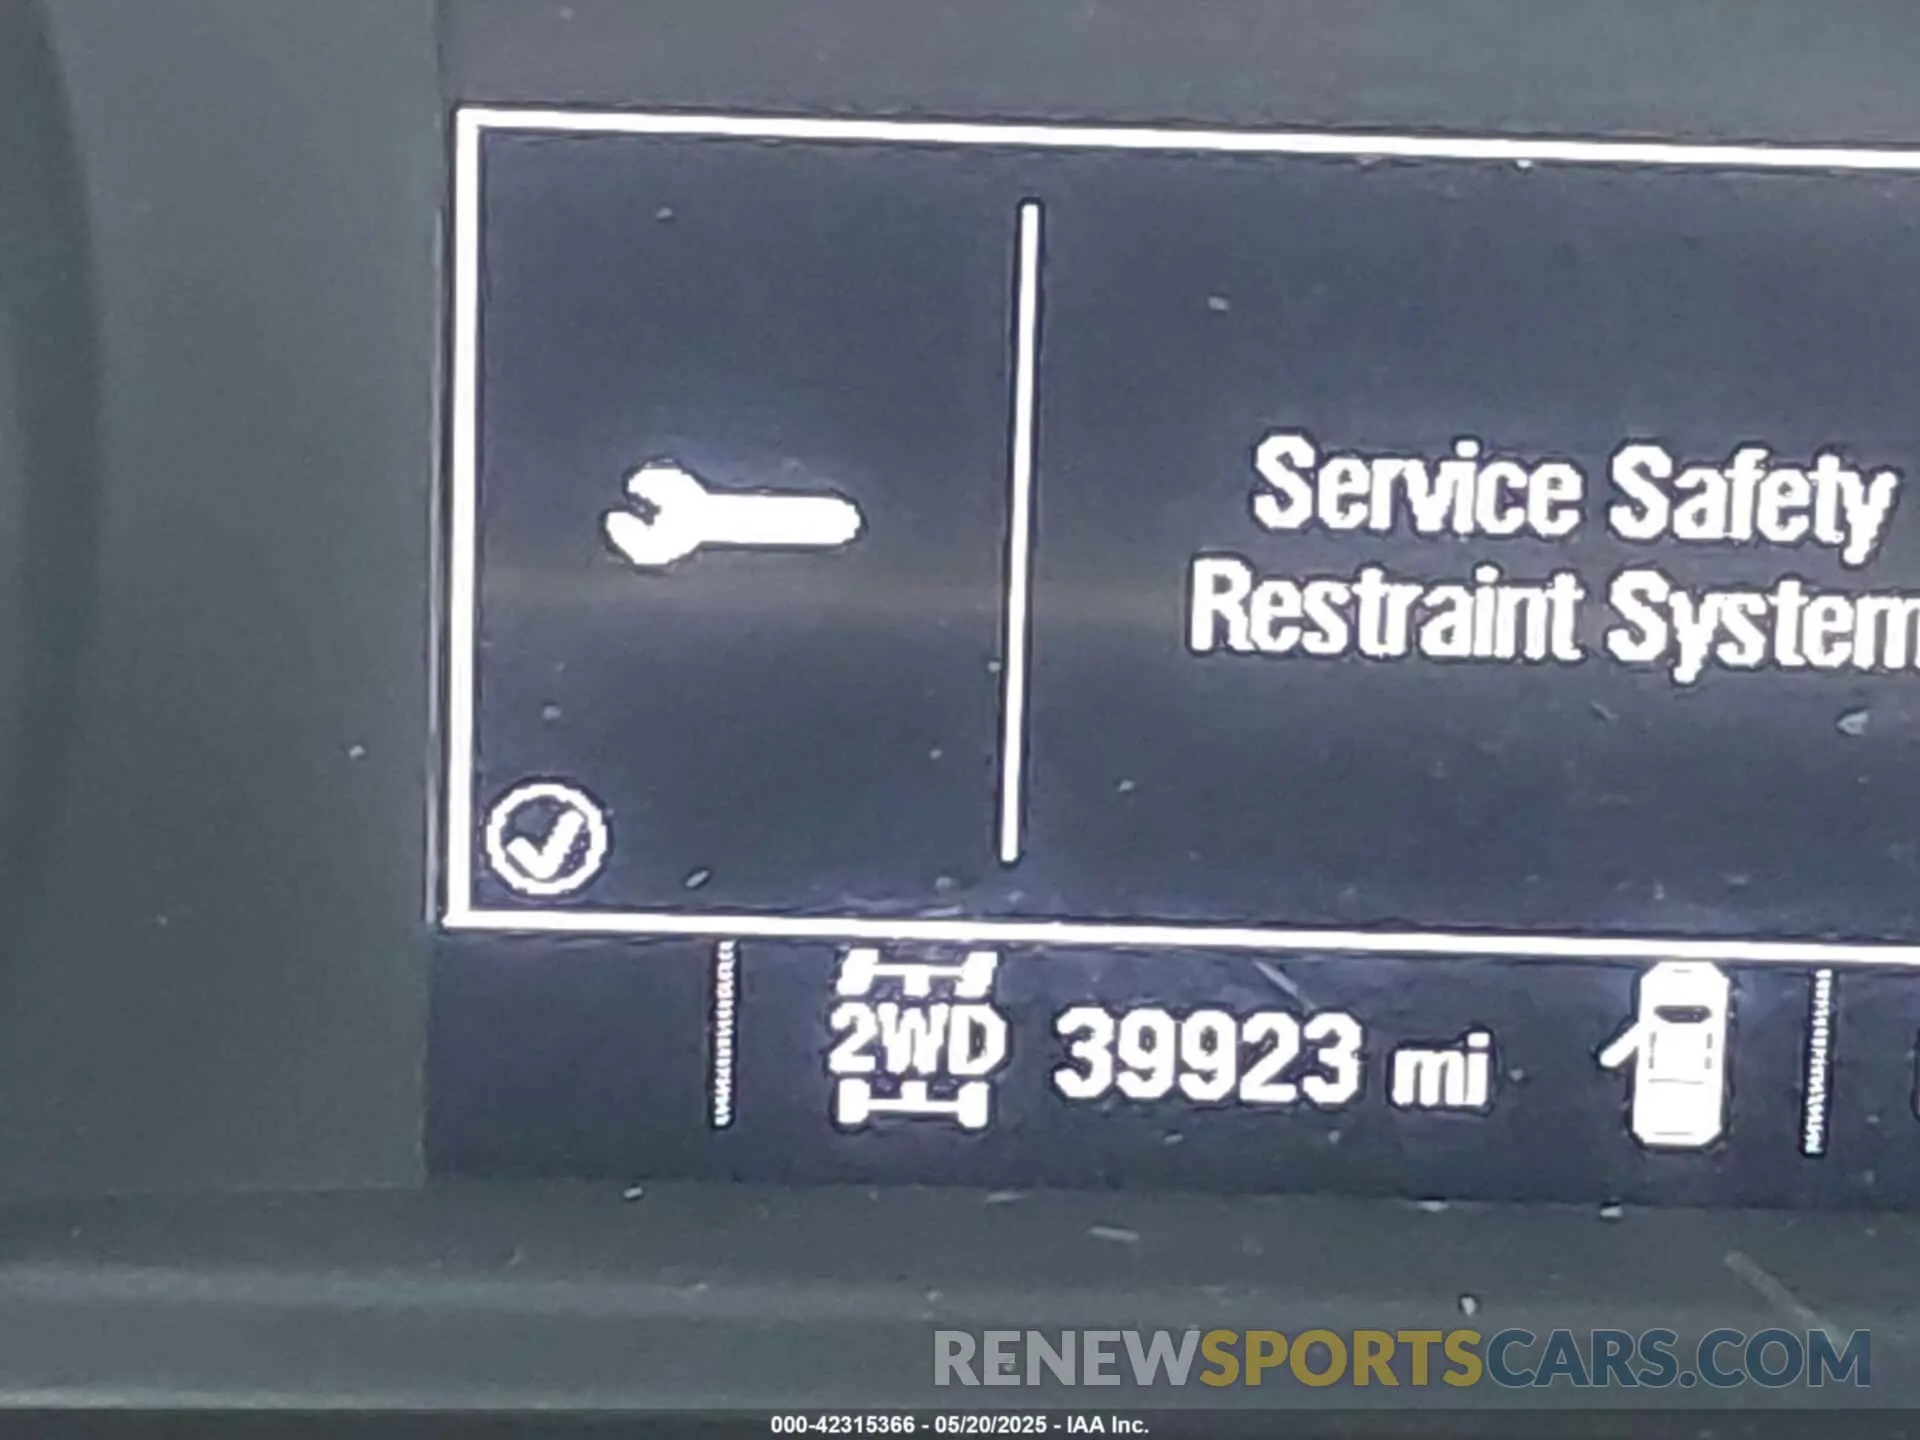 Service Safety
Restraint System
2WD 39923 mi
RENEWSPORTSCARS.COM
000-42315366 - 05/20/2025 - IAA Inc.